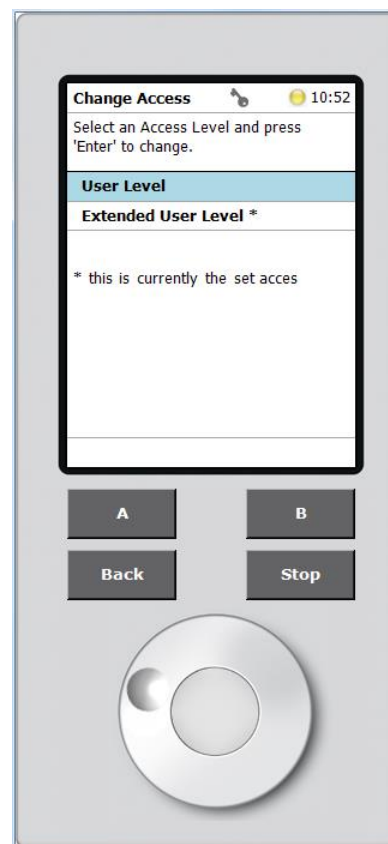 Change Access 10:52
Select an Access Level and press
'Enter' to change.
User Level
Extended User Level *
* this is currently the set acces
A B
Back Stop